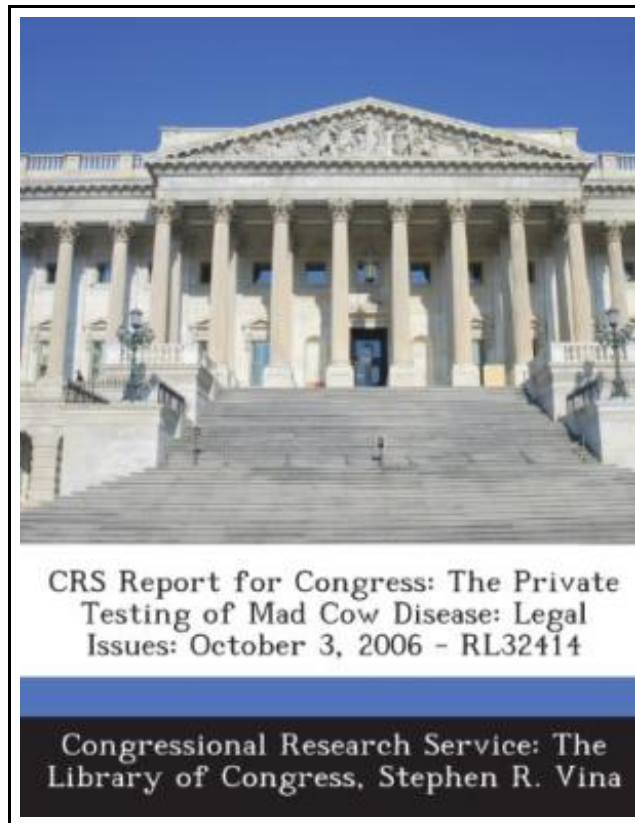 CRS Report for Congress: The Private
Testing of Mad Cow Disease: Legal
Issues: October 3, 2006 - RL32414
Congressional Research Service: The
Library of Congress, Stephen R. Vina